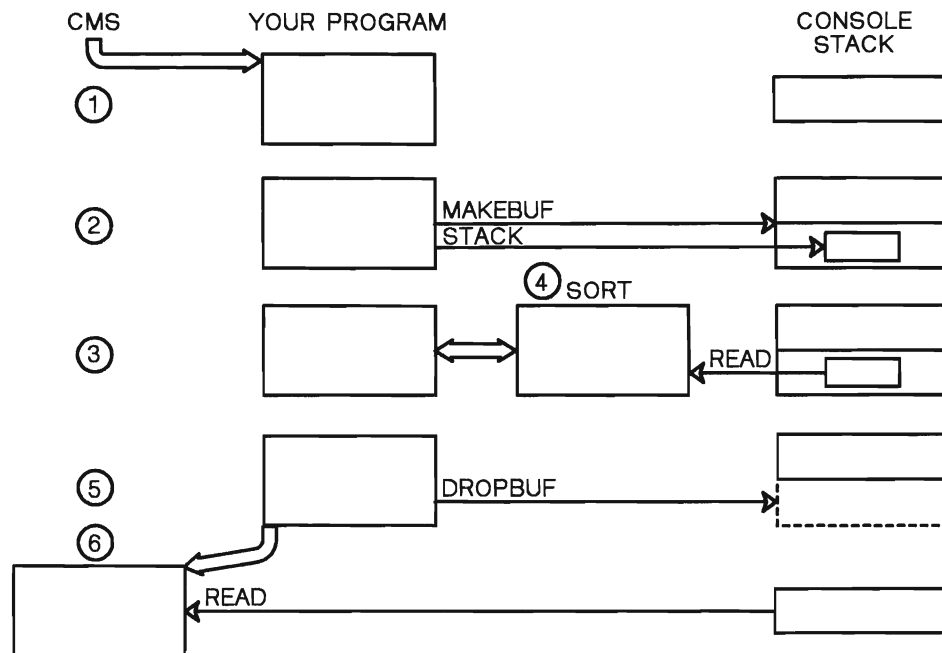 CMS
YOUR PROGRAM
CONSOLE
STACK
1
2
MAKEBUF
STACK
4
SORT
3
READ
5
DROPBUF
6
READ